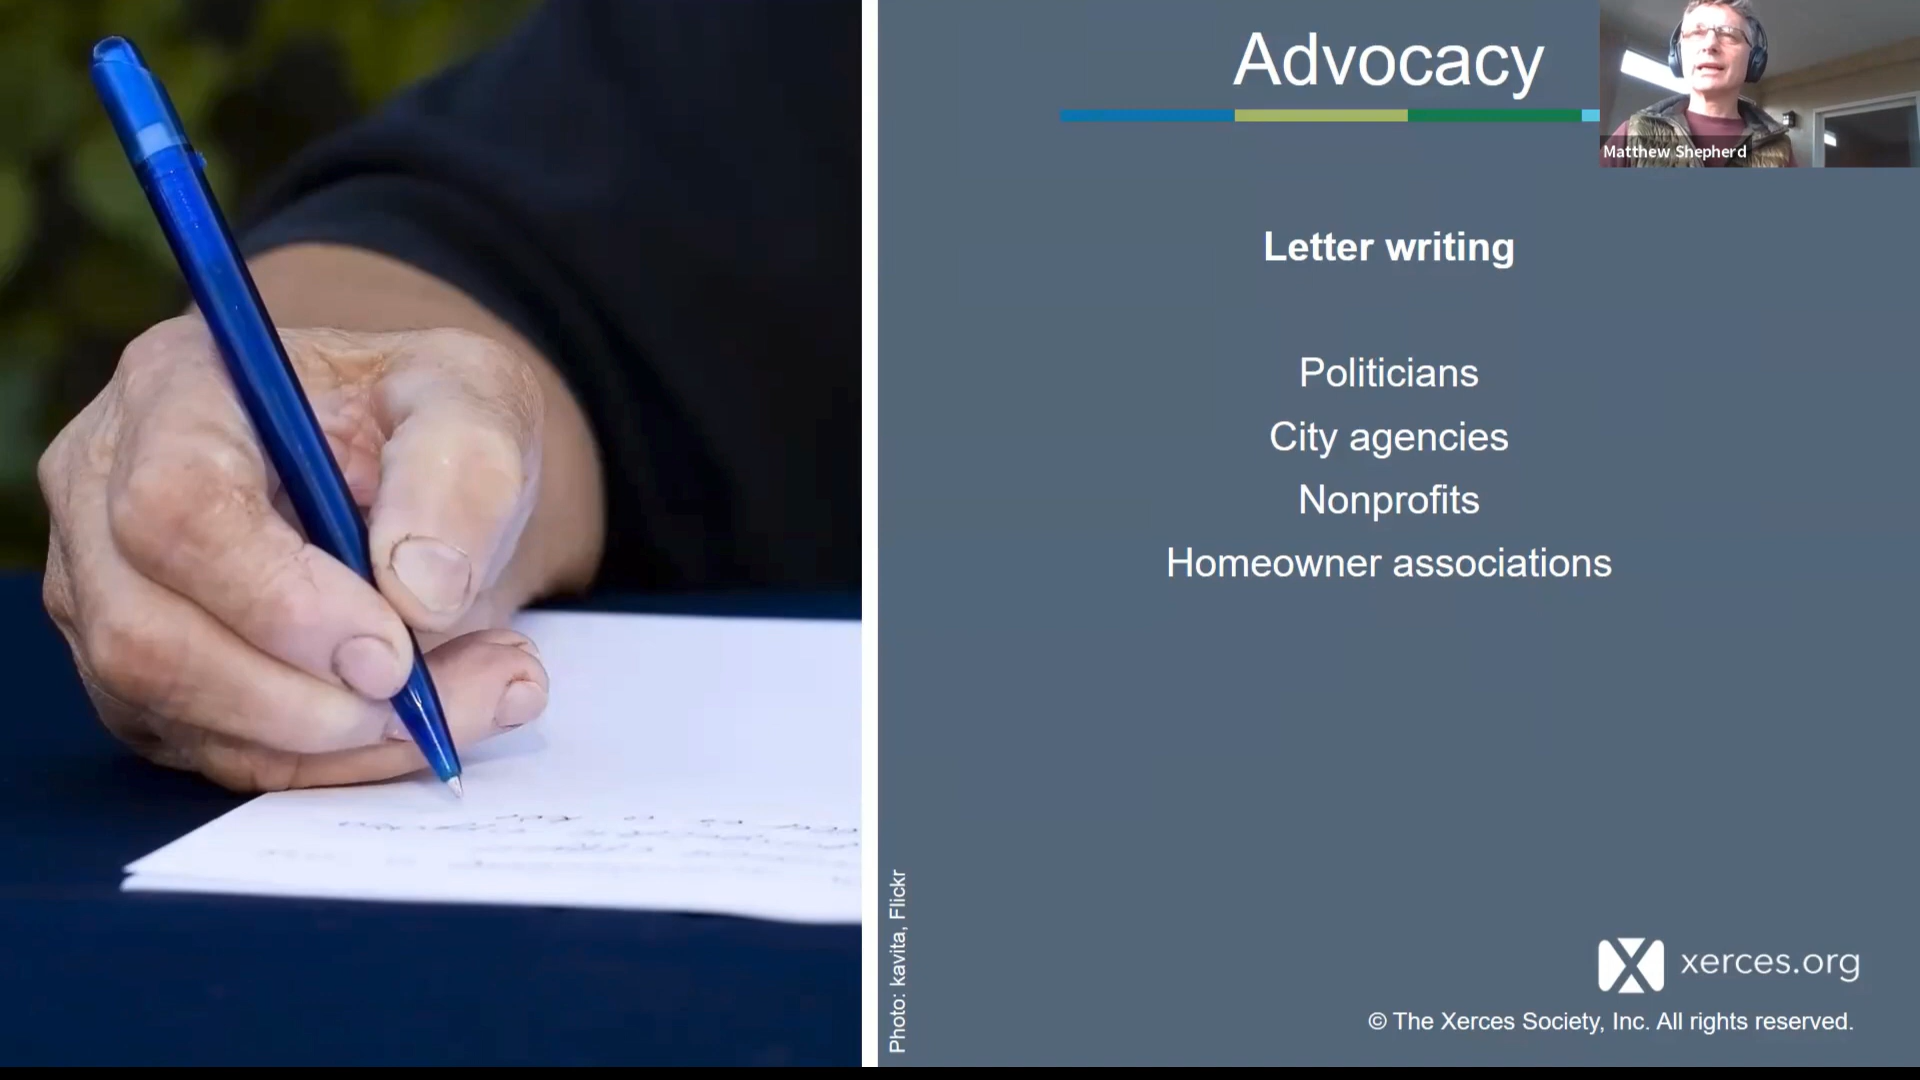 Advocacy
Matthew Shepherd
Letter writing
Politicians
City agencies
Nonprofits
Homeowner associations
Photo: kavita, Flickr
xerces.org
© The Xerces Society, Inc. All rights reserved.